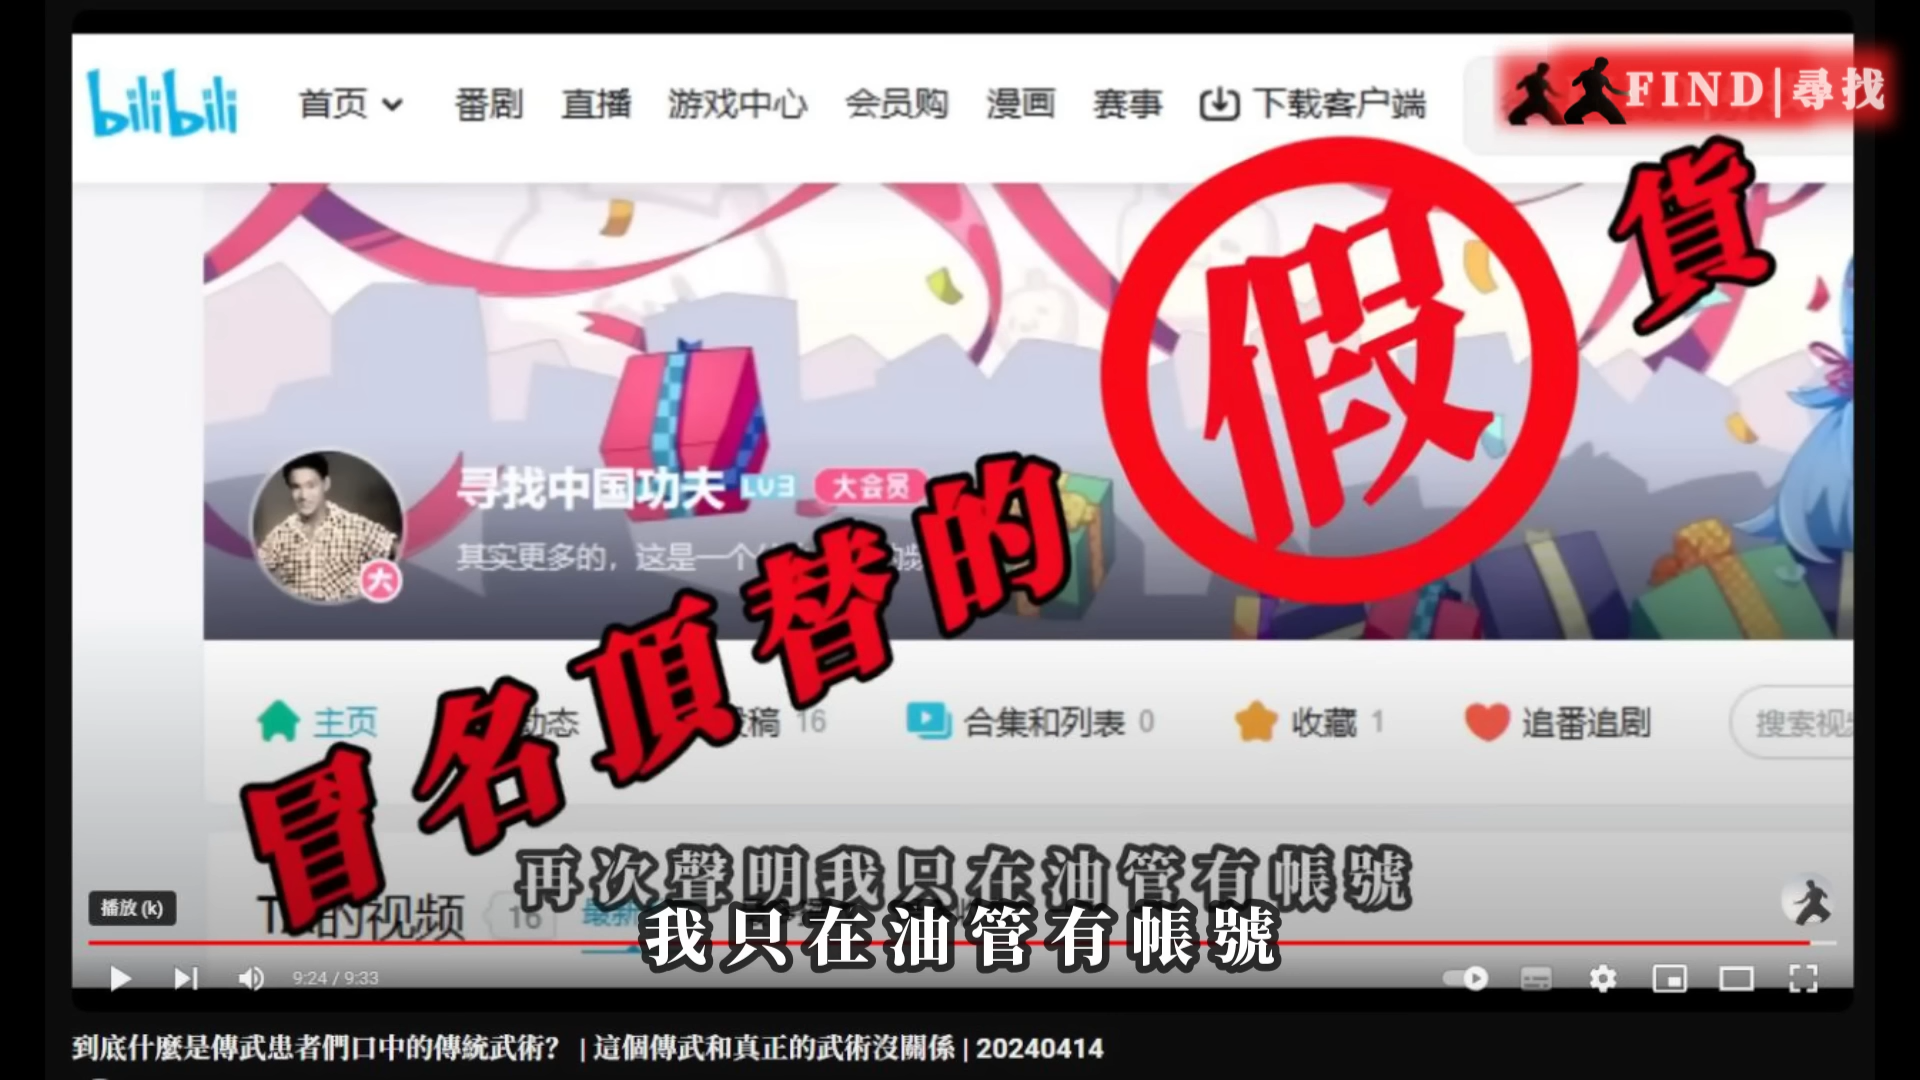 bilibili 首页 番剧 直播 游戏中心 会员购 漫画 赛事 下载客户端
FIND|尋找
冒名頂替的假貨
寻找中国功夫 LV3 大会员
其实更多的，这是一个
大
主页 动态 投稿 16 合集和列表 0 收藏 1 追番追剧 搜索视
的视频 16 最新
再次聲明我只在油管有帳號
我只在油管有帳號
播放 (k)
9:24 / 9:33
到底什麼是傳武患者們口中的傳統武術？ | 這個傳武和真正的武術沒關係 | 20240414